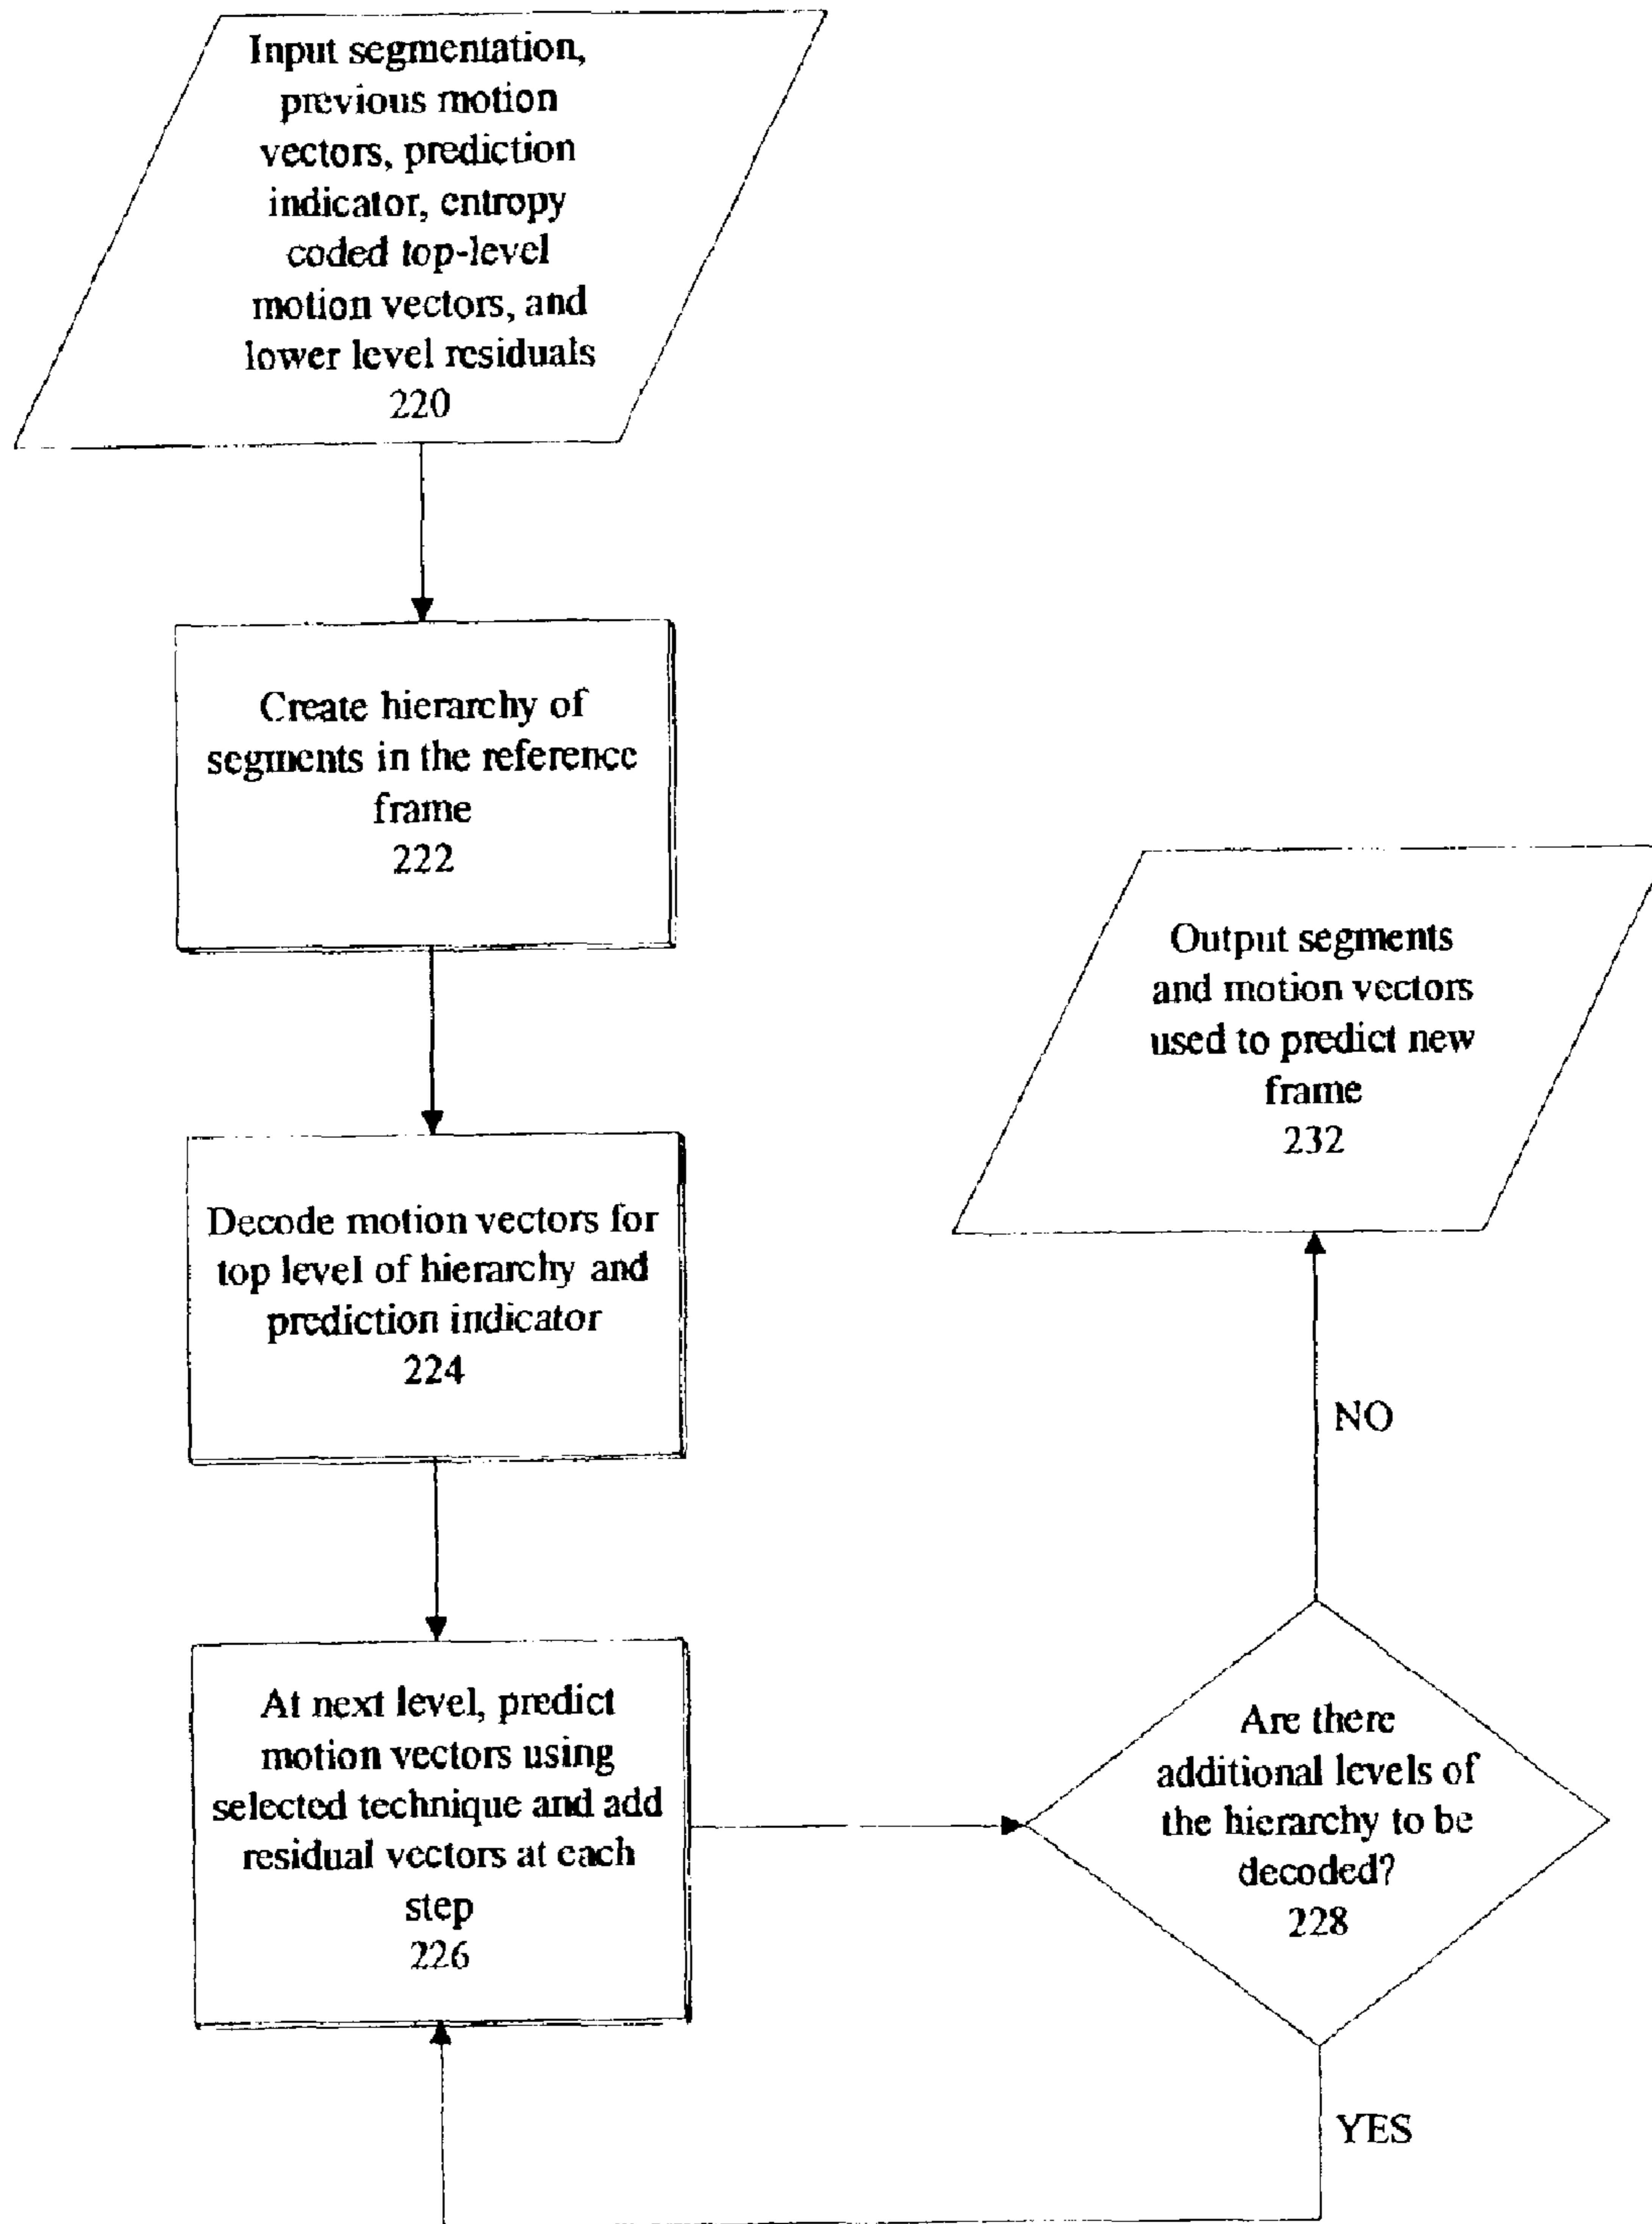 Input segmentation,
previous motion
vectors, prediction
indicator, entropy
coded top-level
motion vectors, and
lower level residuals
220
Create hierarchy of
segments in the reference
frame
222
Decode motion vectors for
top level of hierarchy and
prediction indicator
224
At next level, predict
motion vectors using
selected technique and add
residual vectors at each
step
226
Are there
additional levels of
the hierarchy to be
decoded?
228
YES
NO
Output segments
and motion vectors
used to predict new
frame
232